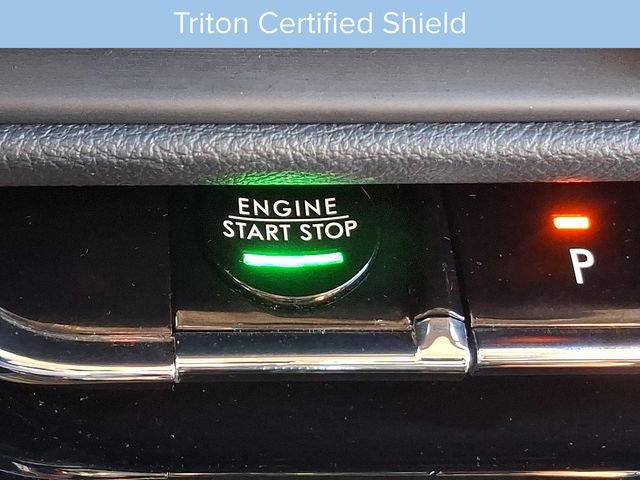 Triton Certified Shield
ENGINE
START STOP
P